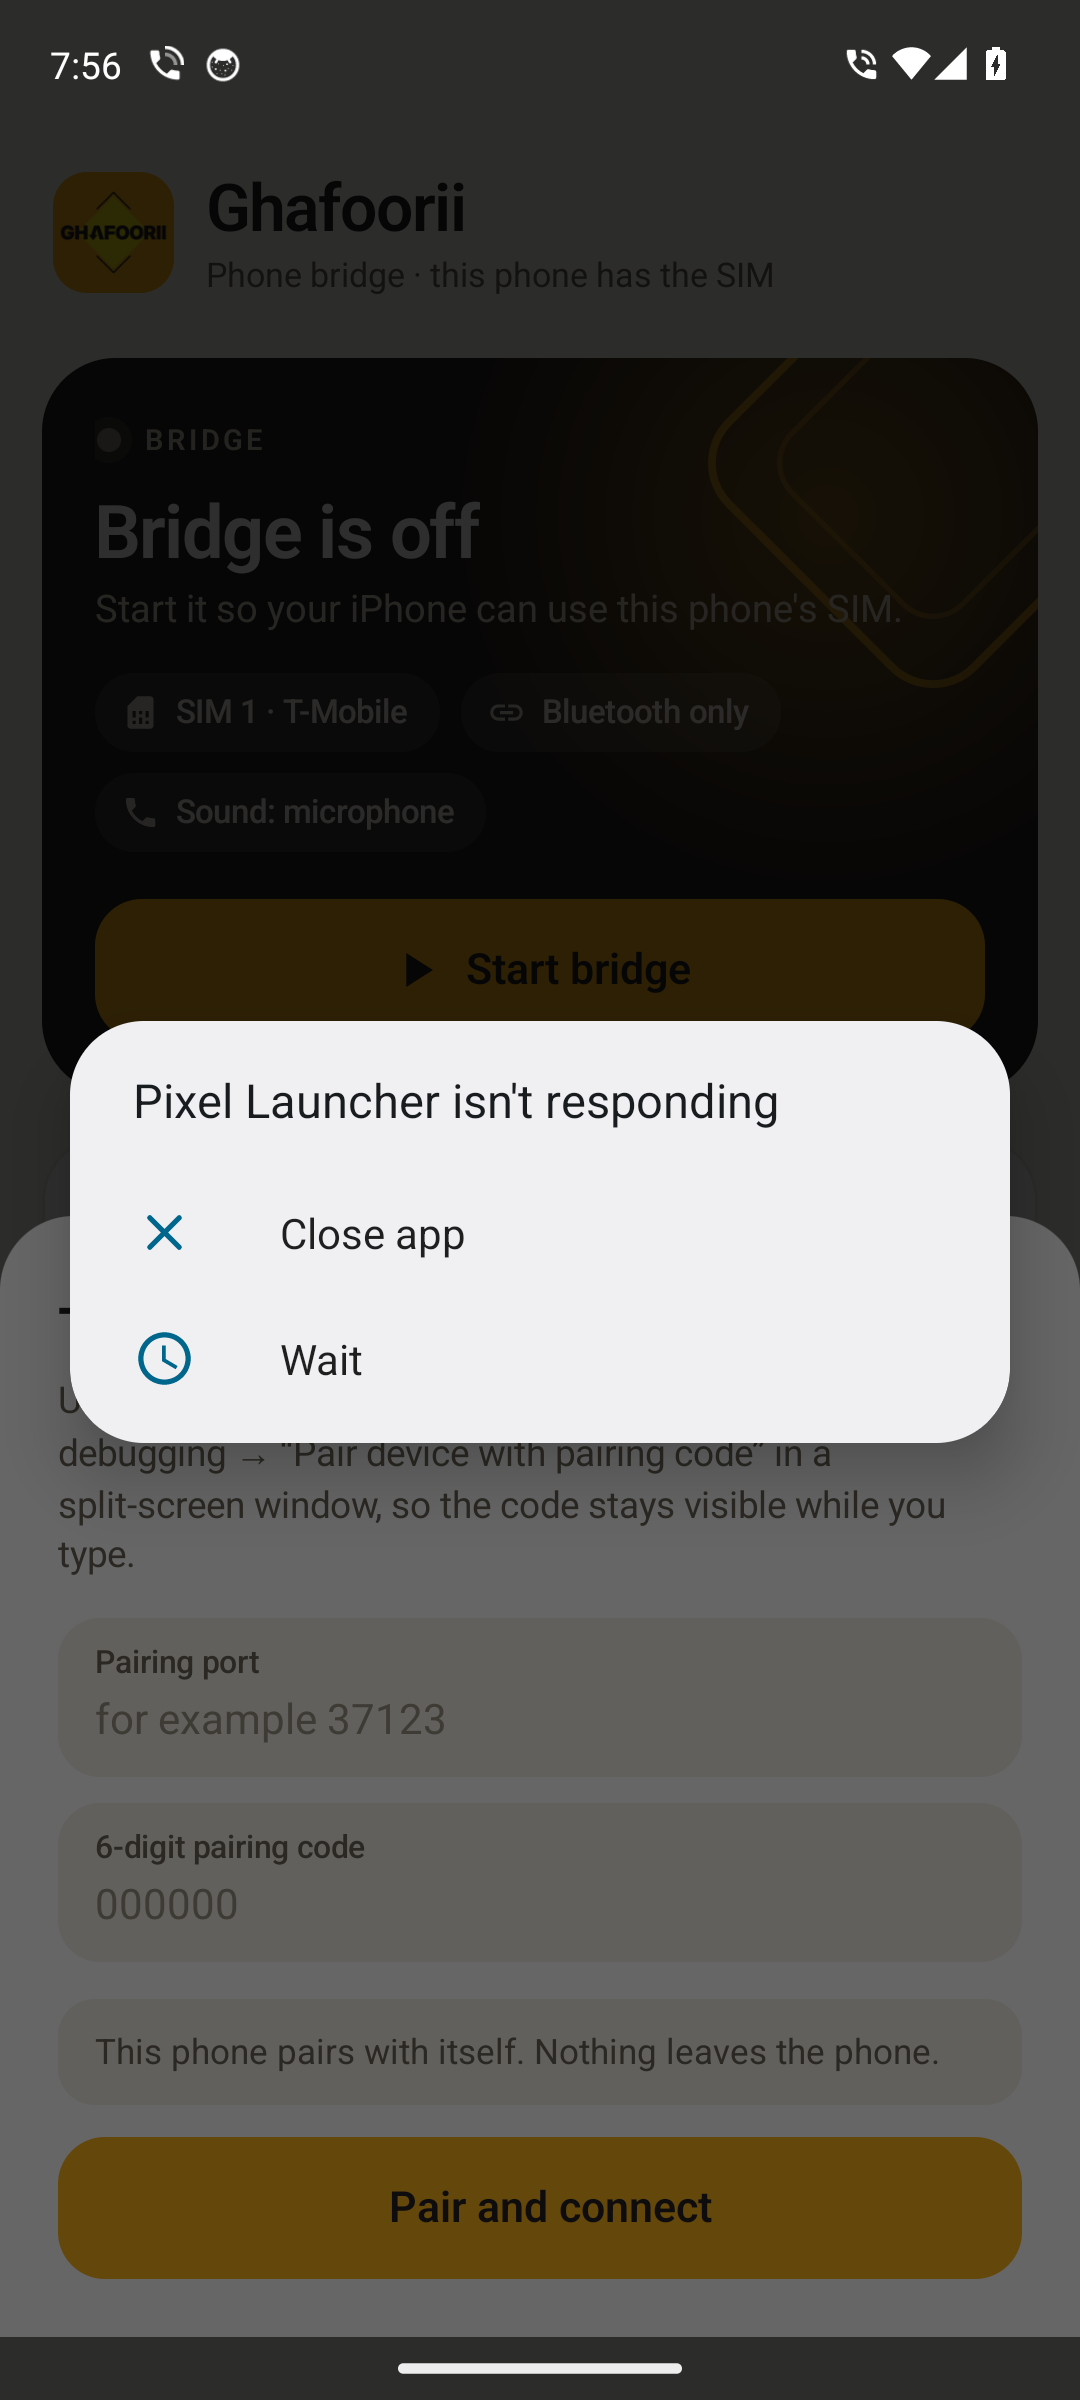 7:56
GHAFOORII
Ghafoorii
Phone bridge · this phone has the SIM
BRIDGE
Bridge is off
Start it so your iPhone can use this phone's SIM.
SIM 1 · T-Mobile
Bluetooth only
Sound: microphone
Start bridge
Pixel Launcher isn't responding
Close app
Wait
debugging → “Pair device with pairing code” in a
split-screen window, so the code stays visible while you
type.
Pairing port
for example 37123
6-digit pairing code
000000
This phone pairs with itself. Nothing leaves the phone.
Pair and connect